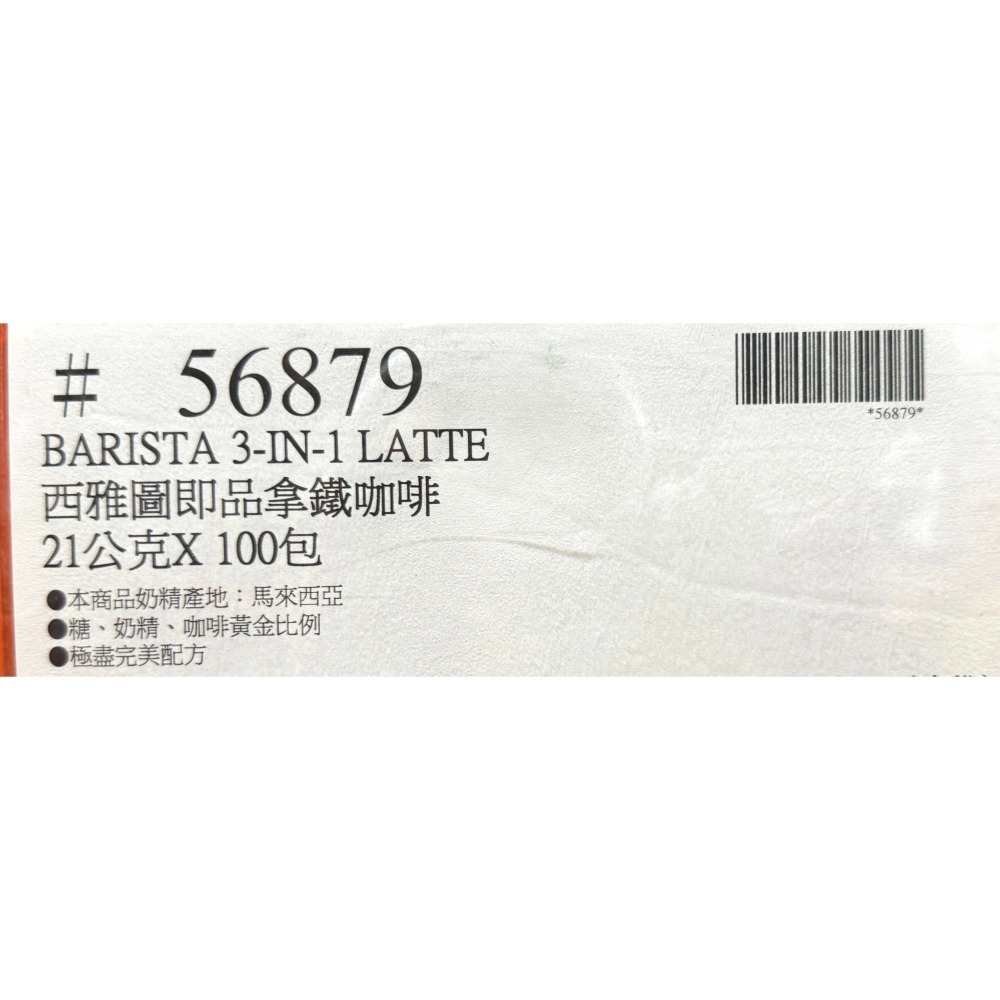 # 56879
*56879*
BARISTA 3-IN-1 LATTE
西雅圖即品拿鐵咖啡
21公克X 100包
●本商品奶精產地：馬來西亞
●糖、奶精、咖啡黃金比例
●極盡完美配方